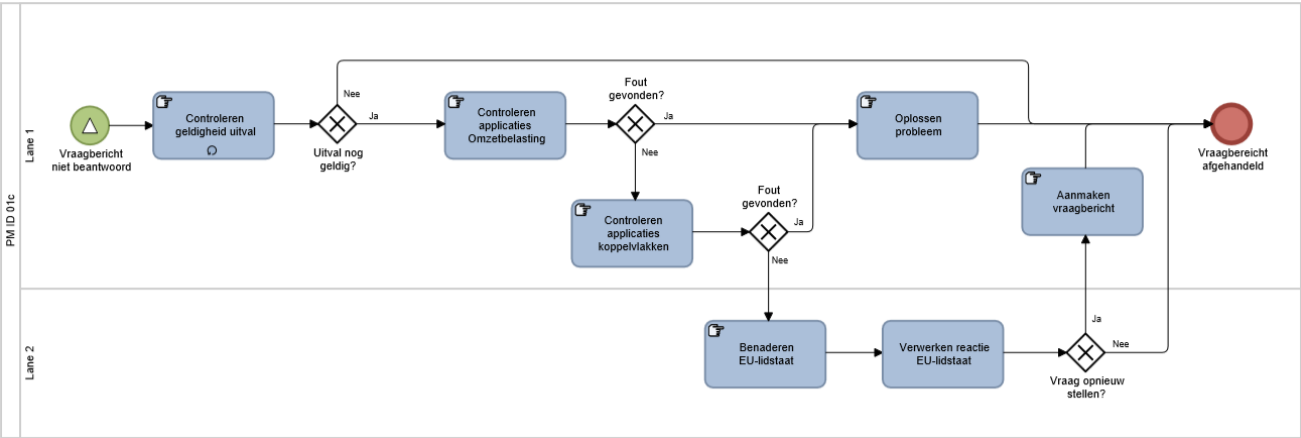 PM ID 01c
Lane 1
Vraagbericht
niet beantwoord
Controleren
geldigheid uitval
Nee
Ja
Uitval nog
geldig?
Controleren
applicaties
Omzetbelasting
Fout
gevonden?
Ja
Nee
Controleren
applicaties
koppelvlakken
Fout
gevonden?
Ja
Nee
Oplossen
probleem
Aanmaken
vraagbericht
Vraagbereicht
afgehandeld
Lane 2
Benaderen
EU-lidstaat
Verwerken reactie
EU-lidstaat
Ja
Nee
Vraag opnieuw
stellen?